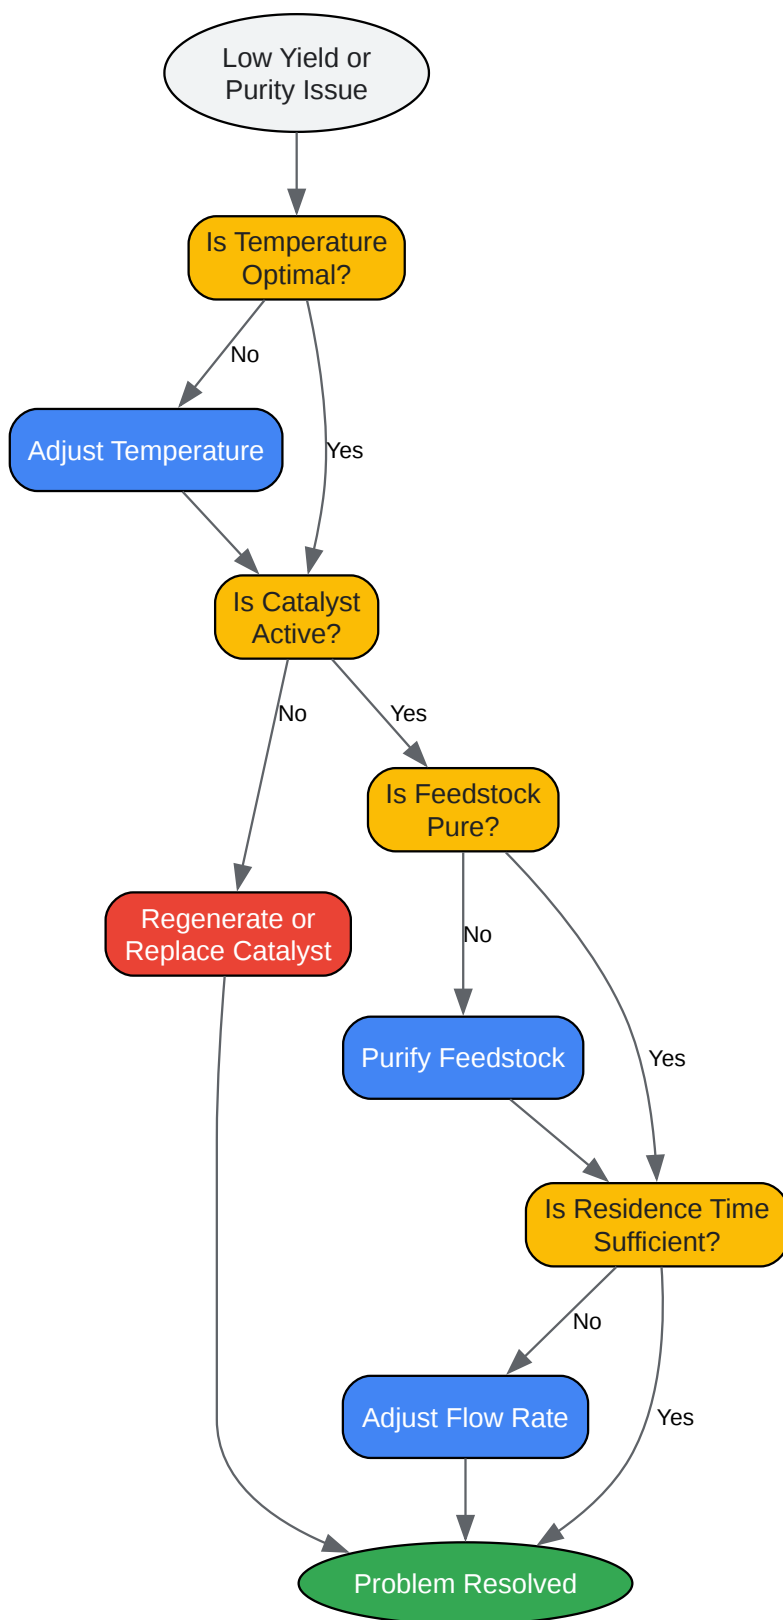 Low Yield or
Purity Issue
Is Temperature
Optimal?
No
Adjust Temperature
Yes
Is Catalyst
Active?
No
Yes
Is Feedstock
Pure?
Regenerate or
Replace Catalyst
No
Purify Feedstock
Yes
Is Residence Time
Sufficient?
No
Adjust Flow Rate
Yes
Problem Resolved